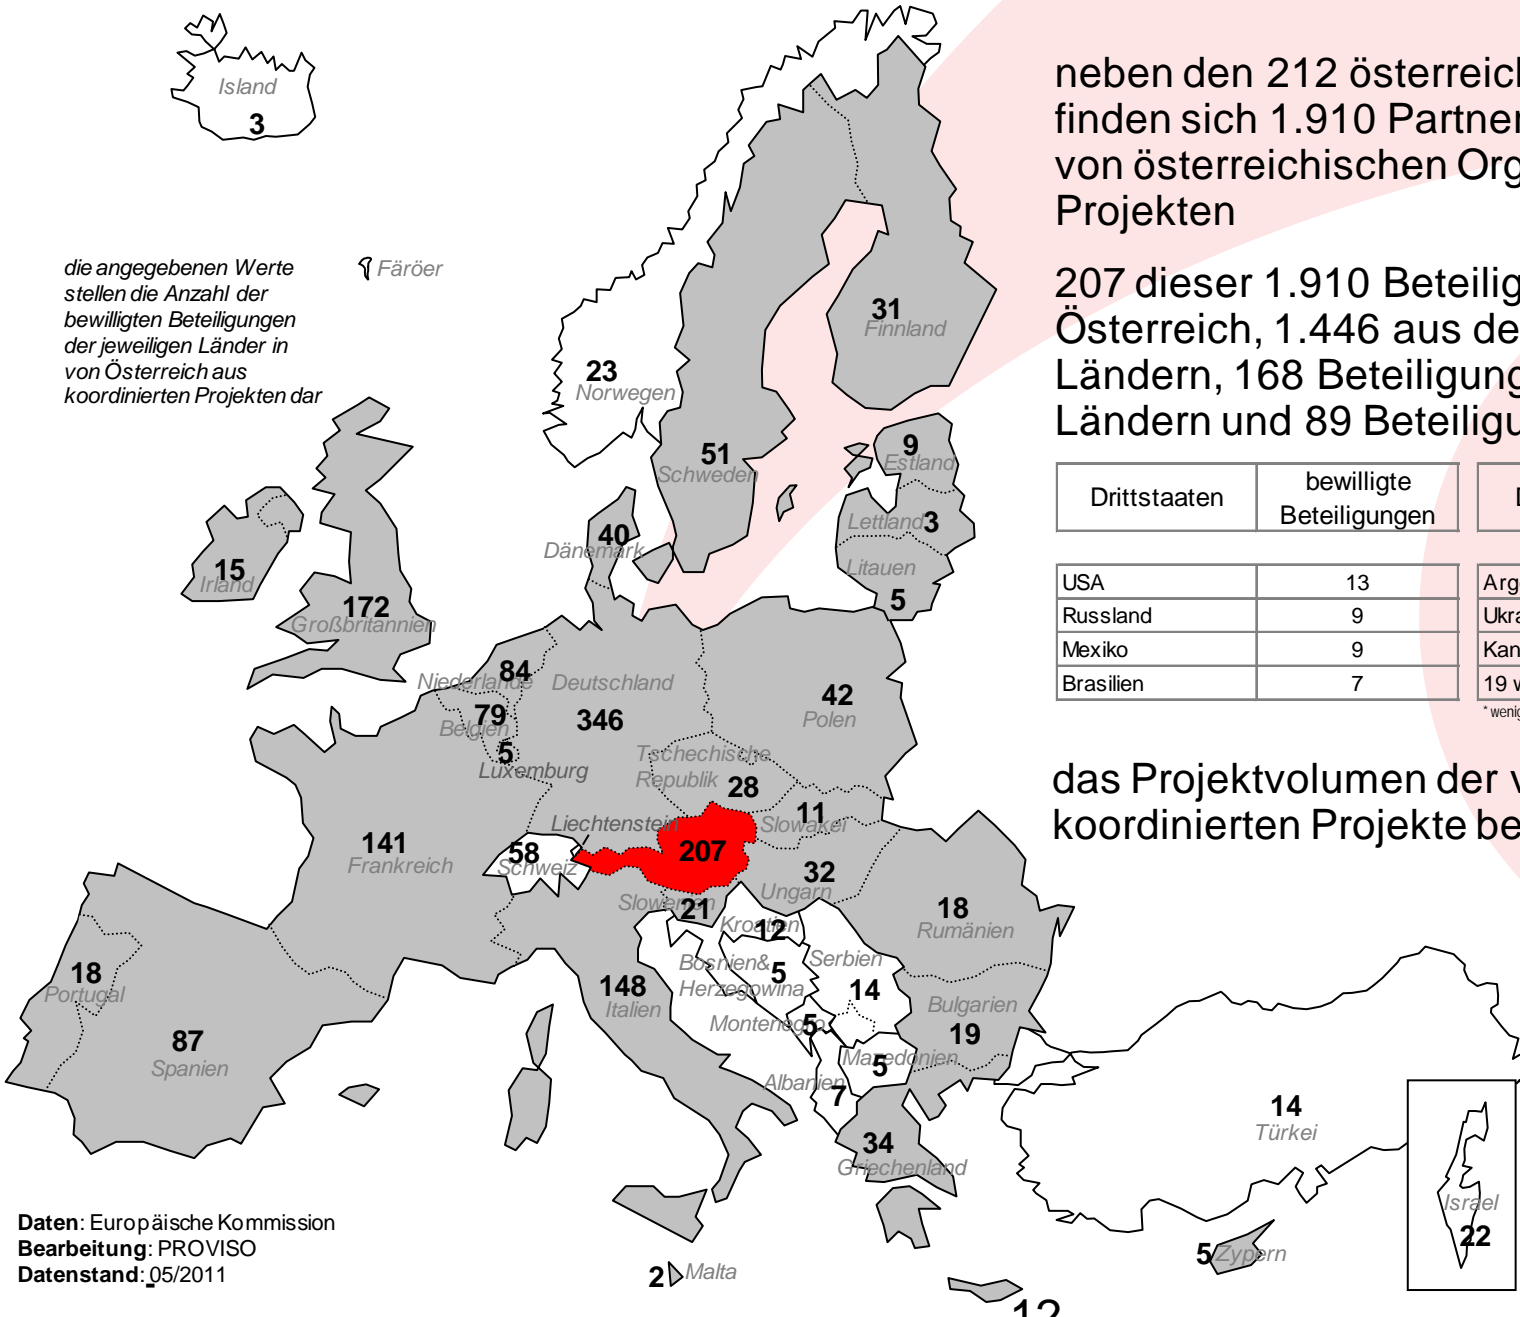 Island
3
die angegebenen Werte
stellen die Anzahl der
bewilligten Beteiligungen
der jeweiligen Länder in
von Österreich aus
koordinierten Projekten dar
Färöer
neben den 212 österreich
finden sich 1.910 Partner
von österreichischen Org
Projekten
207 dieser 1.910 Beteilig
Österreich, 1.446 aus de
Ländern, 168 Beteiligung
Ländern und 89 Beteiligu
Drittstaaten
bewilligte
Beteiligungen
USA 13 Arg
Russland 9 Ukra
Mexiko 9 Kan
Brasilien 7 19 w
* wenig
das Projektvolumen der v
koordinierten Projekte be
31
Finnland
23
Norwegen
51
Schweden
9
Estland
Lettland 3
Litauen
5
40
Dänemark
15
Irland
172
Großbritannien
84
Niederlande
79
Belgien
5
Luxemburg
Deutschland
346
42
Polen
Tschechische
Republik
28
11
Slowakei
Liechtenstein
58
Schweiz
207
141
Frankreich
32
Ungarn
Slowenien
21
Kroatien
12
18
Rumänien
Bosnien&
Herzegowina
5
Serbien
14
Montenegro
5
Bulgarien
19
Mazedonien
5
Albanien
7
148
Italien
18
Portugal
87
Spanien
34
Griechenland
14
Türkei
Israel
22
5 Zypern
2 Malta
Daten: Europäische Kommission
Bearbeitung: PROVISO
Datenstand: 05/2011
12